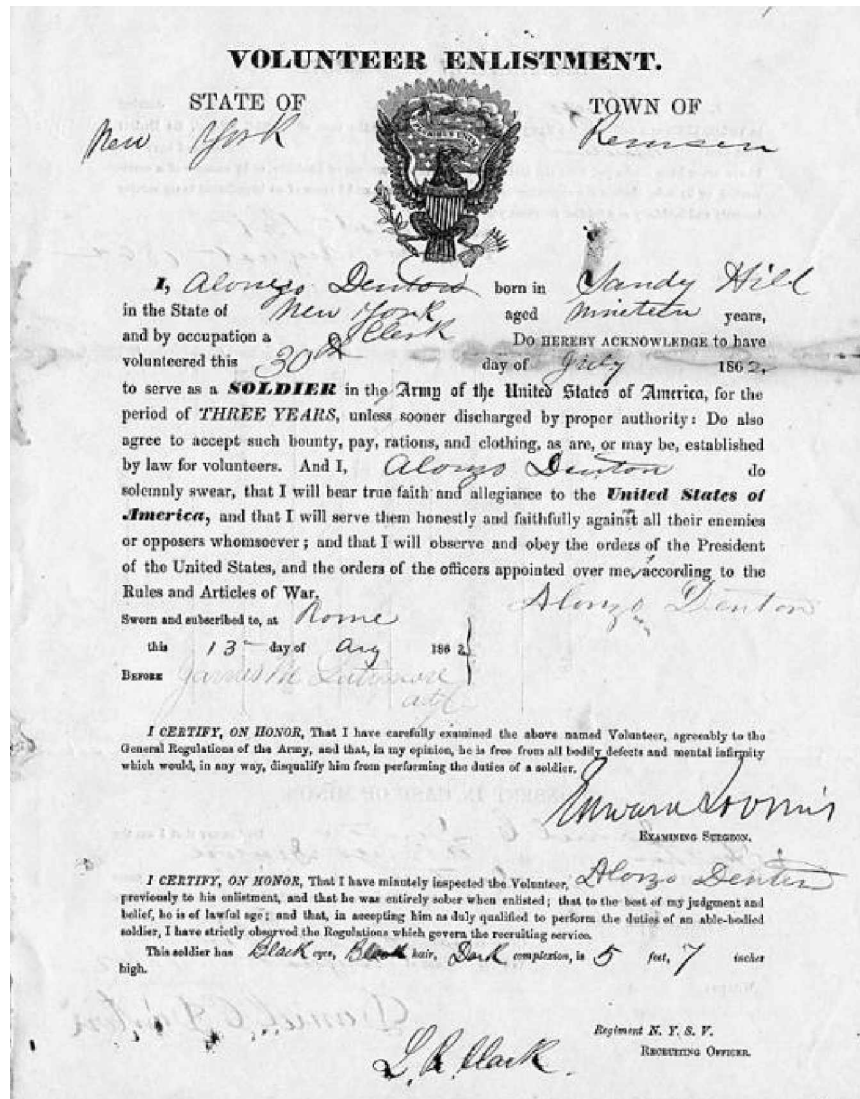 VOLUNTEER ENLISTMENT.
STATE OF TOWN OF
New York Remsen
I, Alonzo Denton born in Sandy Hill
in the State of New York aged nineteen years,
and by occupation a Clerk Do HEREBY ACKNOWLEDGE to have
volunteered this 30th day of July 1862,
to serve as a SOLDIER in the Army of the United States of America, for the
period of THREE YEARS, unless sooner discharged by proper authority: Do also
agree to accept such bounty, pay, rations, and clothing, as are, or may be, established
by law for volunteers. And I, Alonzo Denton do
solemnly swear, that I will bear true faith and allegiance to the United States of
America, and that I will serve them honestly and faithfully against all their enemies
or opposers whomsoever; and that I will observe and obey the orders of the President
of the United States, and the orders of the officers appointed over me, according to the
Rules and Articles of War.
Alonzo Denton
Sworn and subscribed to, at Rome
this 13 day of Aug 1862
BEFORE James M
I CERTIFY, ON HONOR, That I have carefully examined the above named Volunteer, agreeably to the
General Regulations of the Army, and that, in my opinion, he is free from all bodily defects and mental infirmity
which would, in any way, disqualify him from performing the duties of a soldier.
Edward Loomis
EXAMINING SURGEON.
I CERTIFY, ON HONOR, That I have minutely inspected the Volunteer, Alonzo Denton
previously to his enlistment, and that he was entirely sober when enlisted; that to the best of my judgment and
belief, he is of lawful age; and that, in accepting him as duly qualified to perform the duties of an able-bodied
soldier, I have strictly observed the Regulations which govern the recruiting service.
This soldier has Black eyes, Black hair, Dark complexion, is 5 feet, 7 inches
high.
Regiment N. Y. S. V.
L R Clark.
RECRUITING OFFICER.